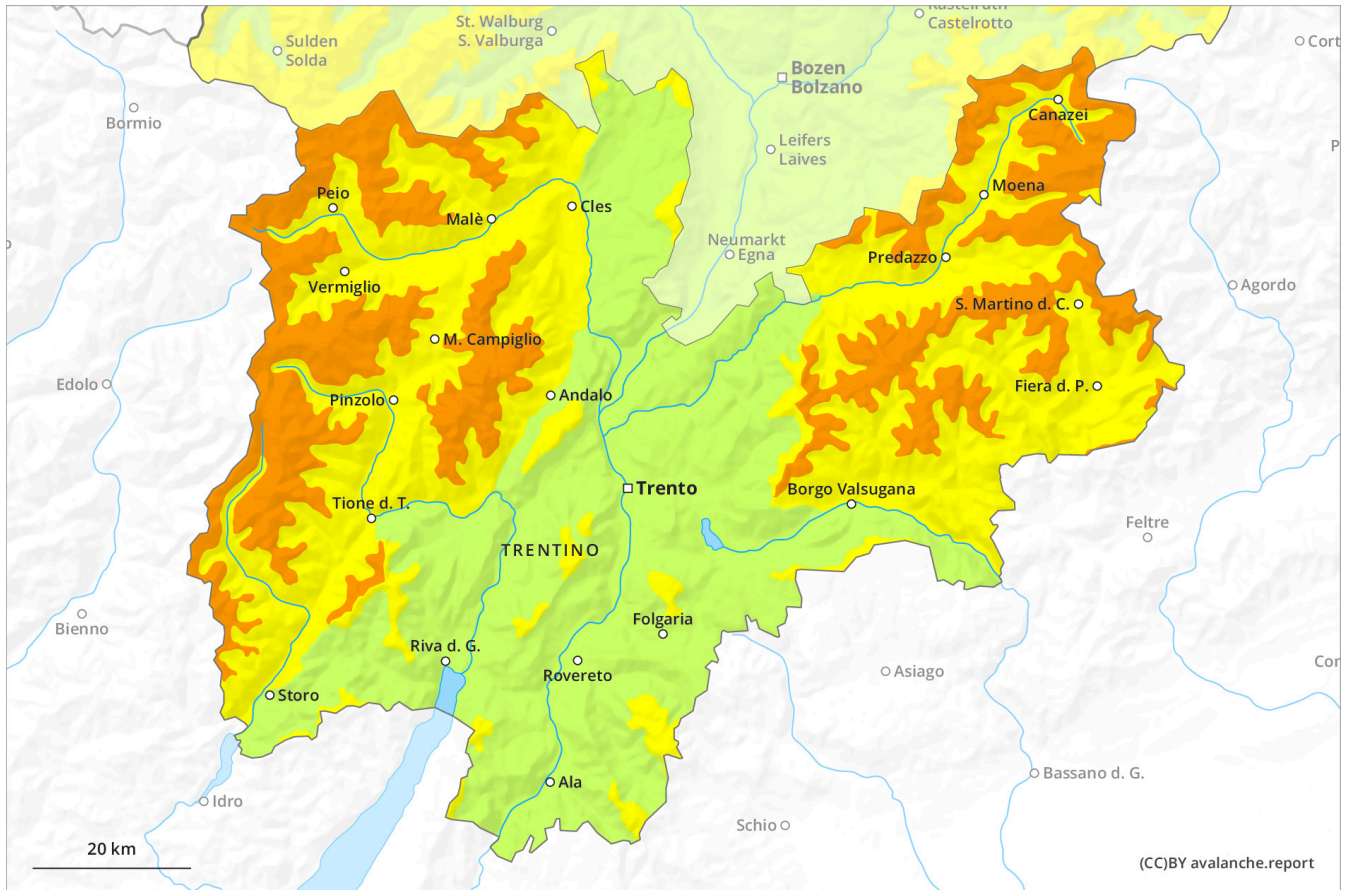 St. Walburg
S. Valburga
Kastelruth
Castelrotto
Sulden
Solda
Cort
Bozen
Bolzano
Bormio
Canazei
Leifers
Laives
P
Peio
Moena
Malè
Cles
Neumarkt
Egna
Predazzo
Vermiglio
Agordo
S. Martino d. C.
M. Campiglio
Edolo
Fiera d. P.
Pinzolo
Andalo
Trento
Borgo Valsugana
Tione d. T.
Feltre
TRENTINO
Bienno
Folgaria
Riva d. G.
Rovereto
Asiago
Cor
Storo
Ala
Bassano d. G.
Idro
Schio
20 km
(CC)BY avalanche.report